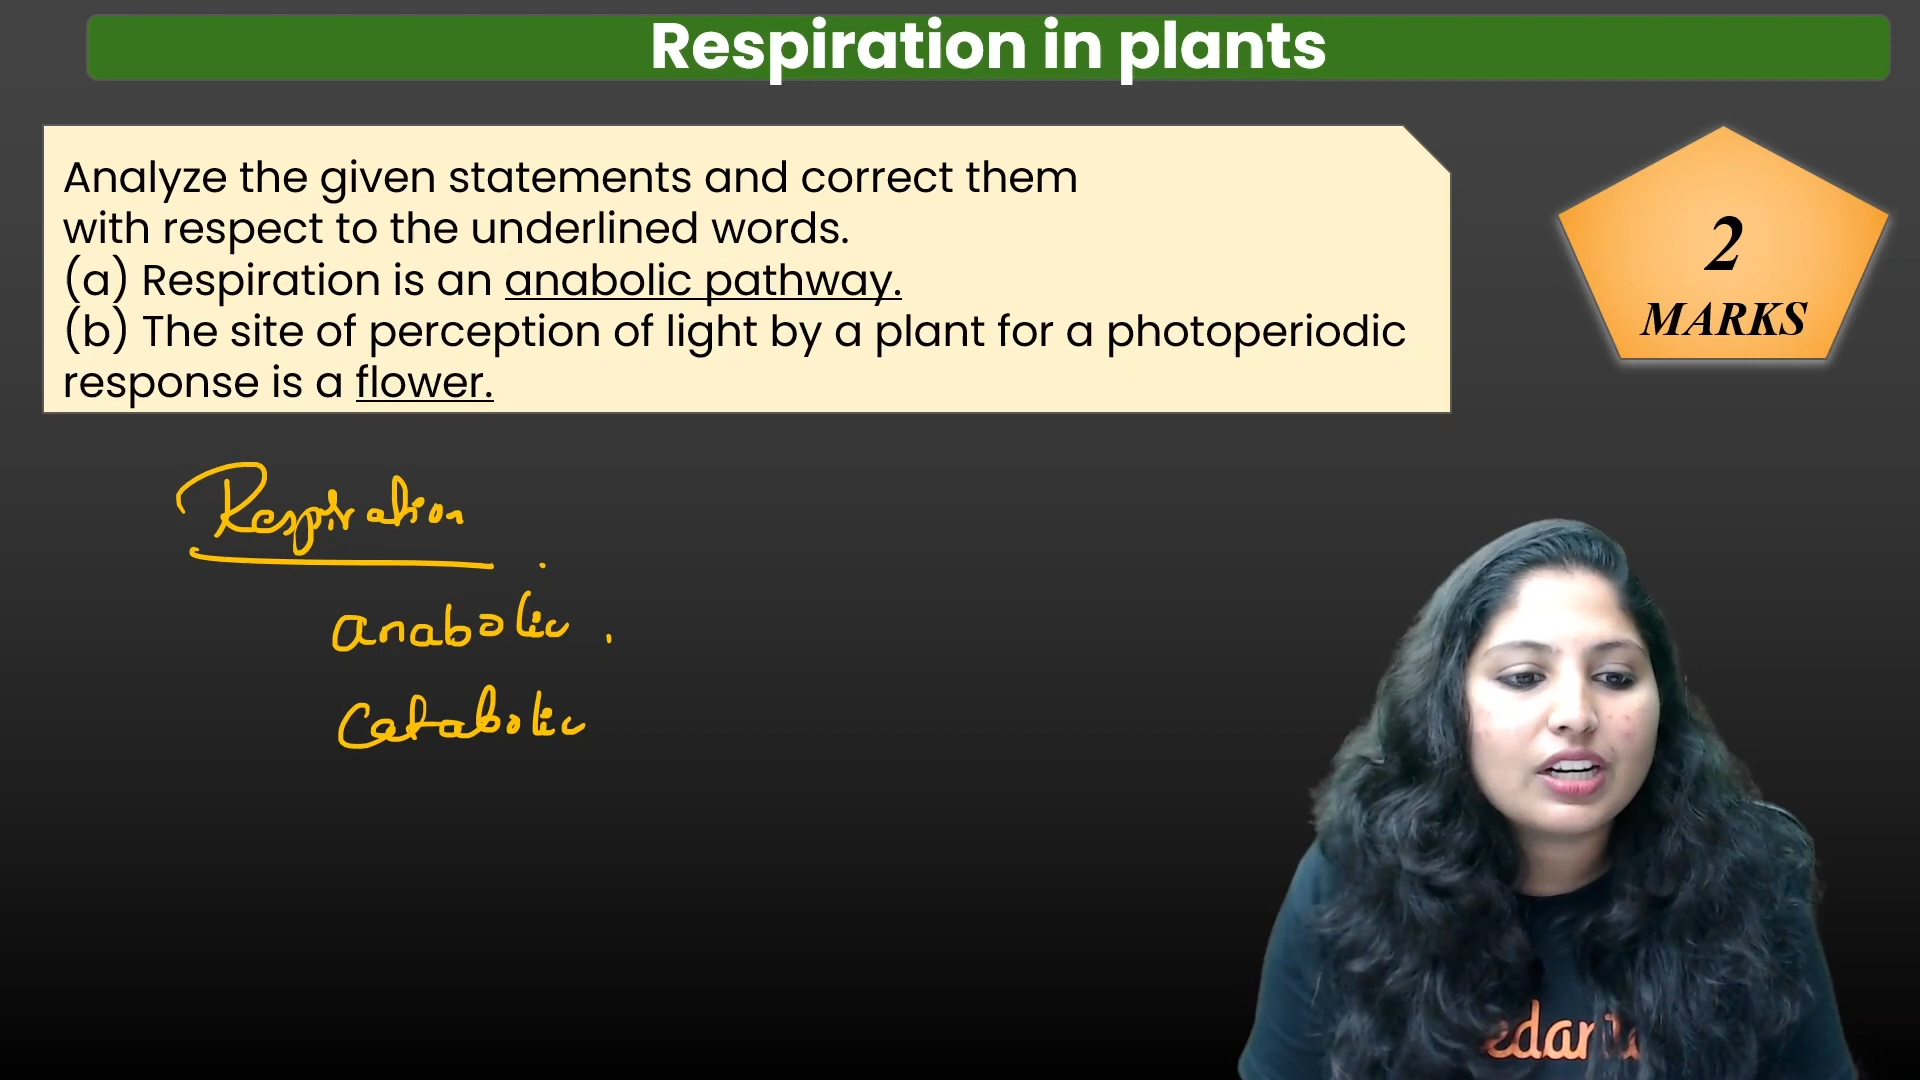 Respiration in plants
Analyze the given statements and correct them
with respect to the underlined words.
(a) Respiration is an anabolic pathway.
(b) The site of perception of light by a plant for a photoperiodic
response is a flower.
2
MARKS
Respiration
anabolic .
Catabolic